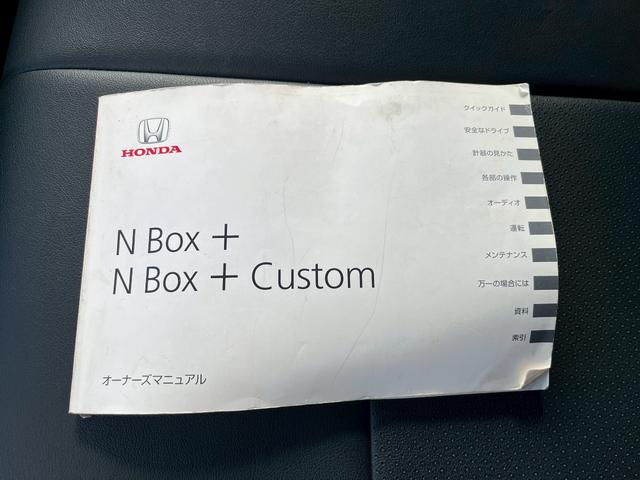 HONDA
N Box +
N Box + Custom
オーナーズマニュアル
クイックガイド
安全なドライブ
計器の見かた
各部の操作
オーディオ
運転
メンテナンス
万一の場合には
資料
索引